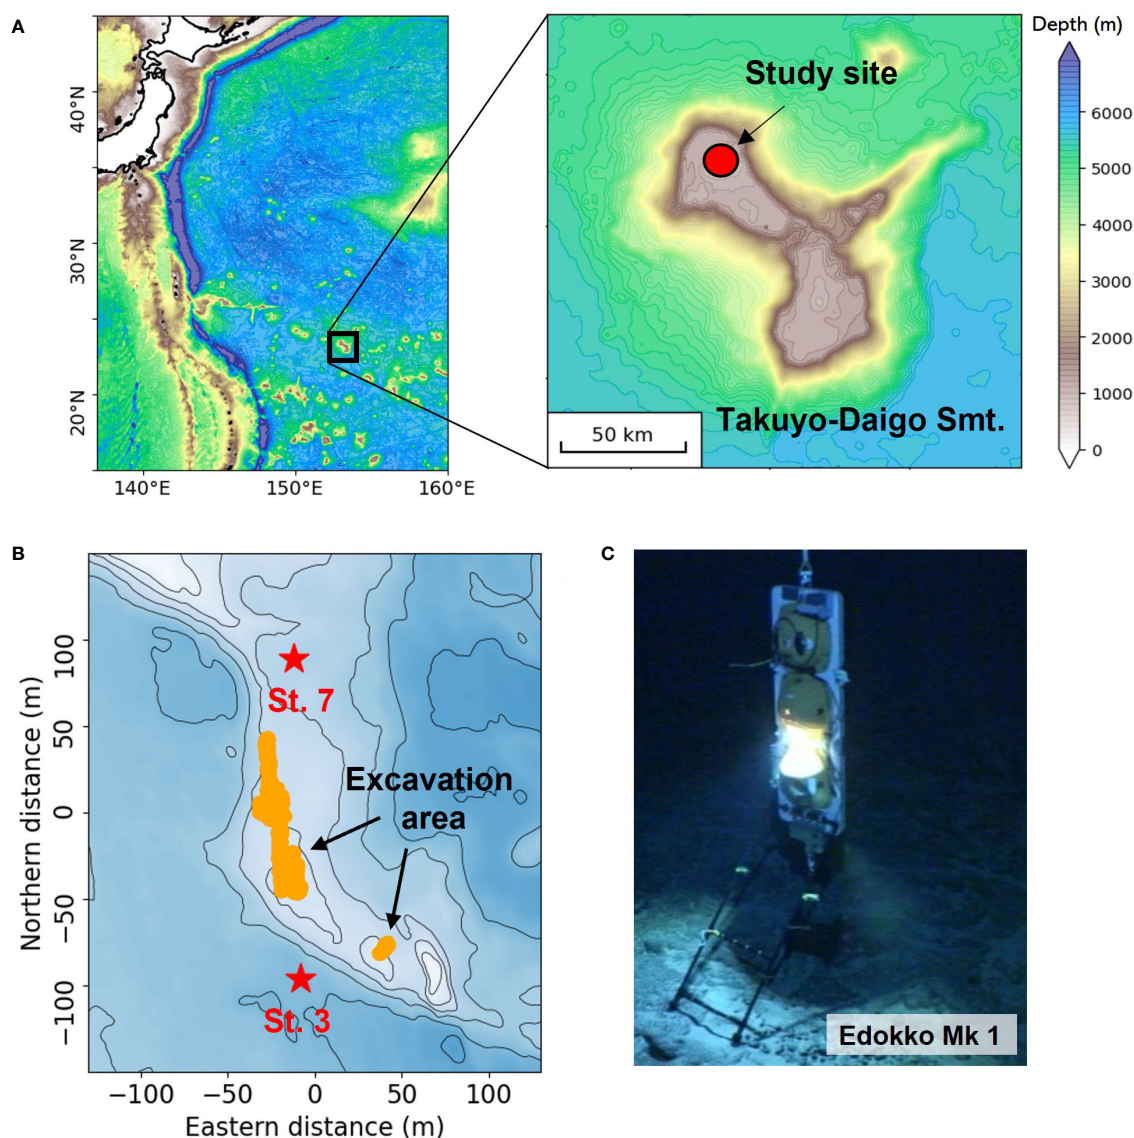 A
Depth (m)
Study site
40°N
30°N
20°N
140°E
150°E
160°E
50 km
Takuyo-Daigo Smt.
6000
5000
4000
3000
2000
1000
0
B
Northern distance (m)
100
50
0
−50
−100
St. 7
Excavation
area
St. 3
−100
−50
0
50
100
Eastern distance (m)
C
Edokko Mk 1